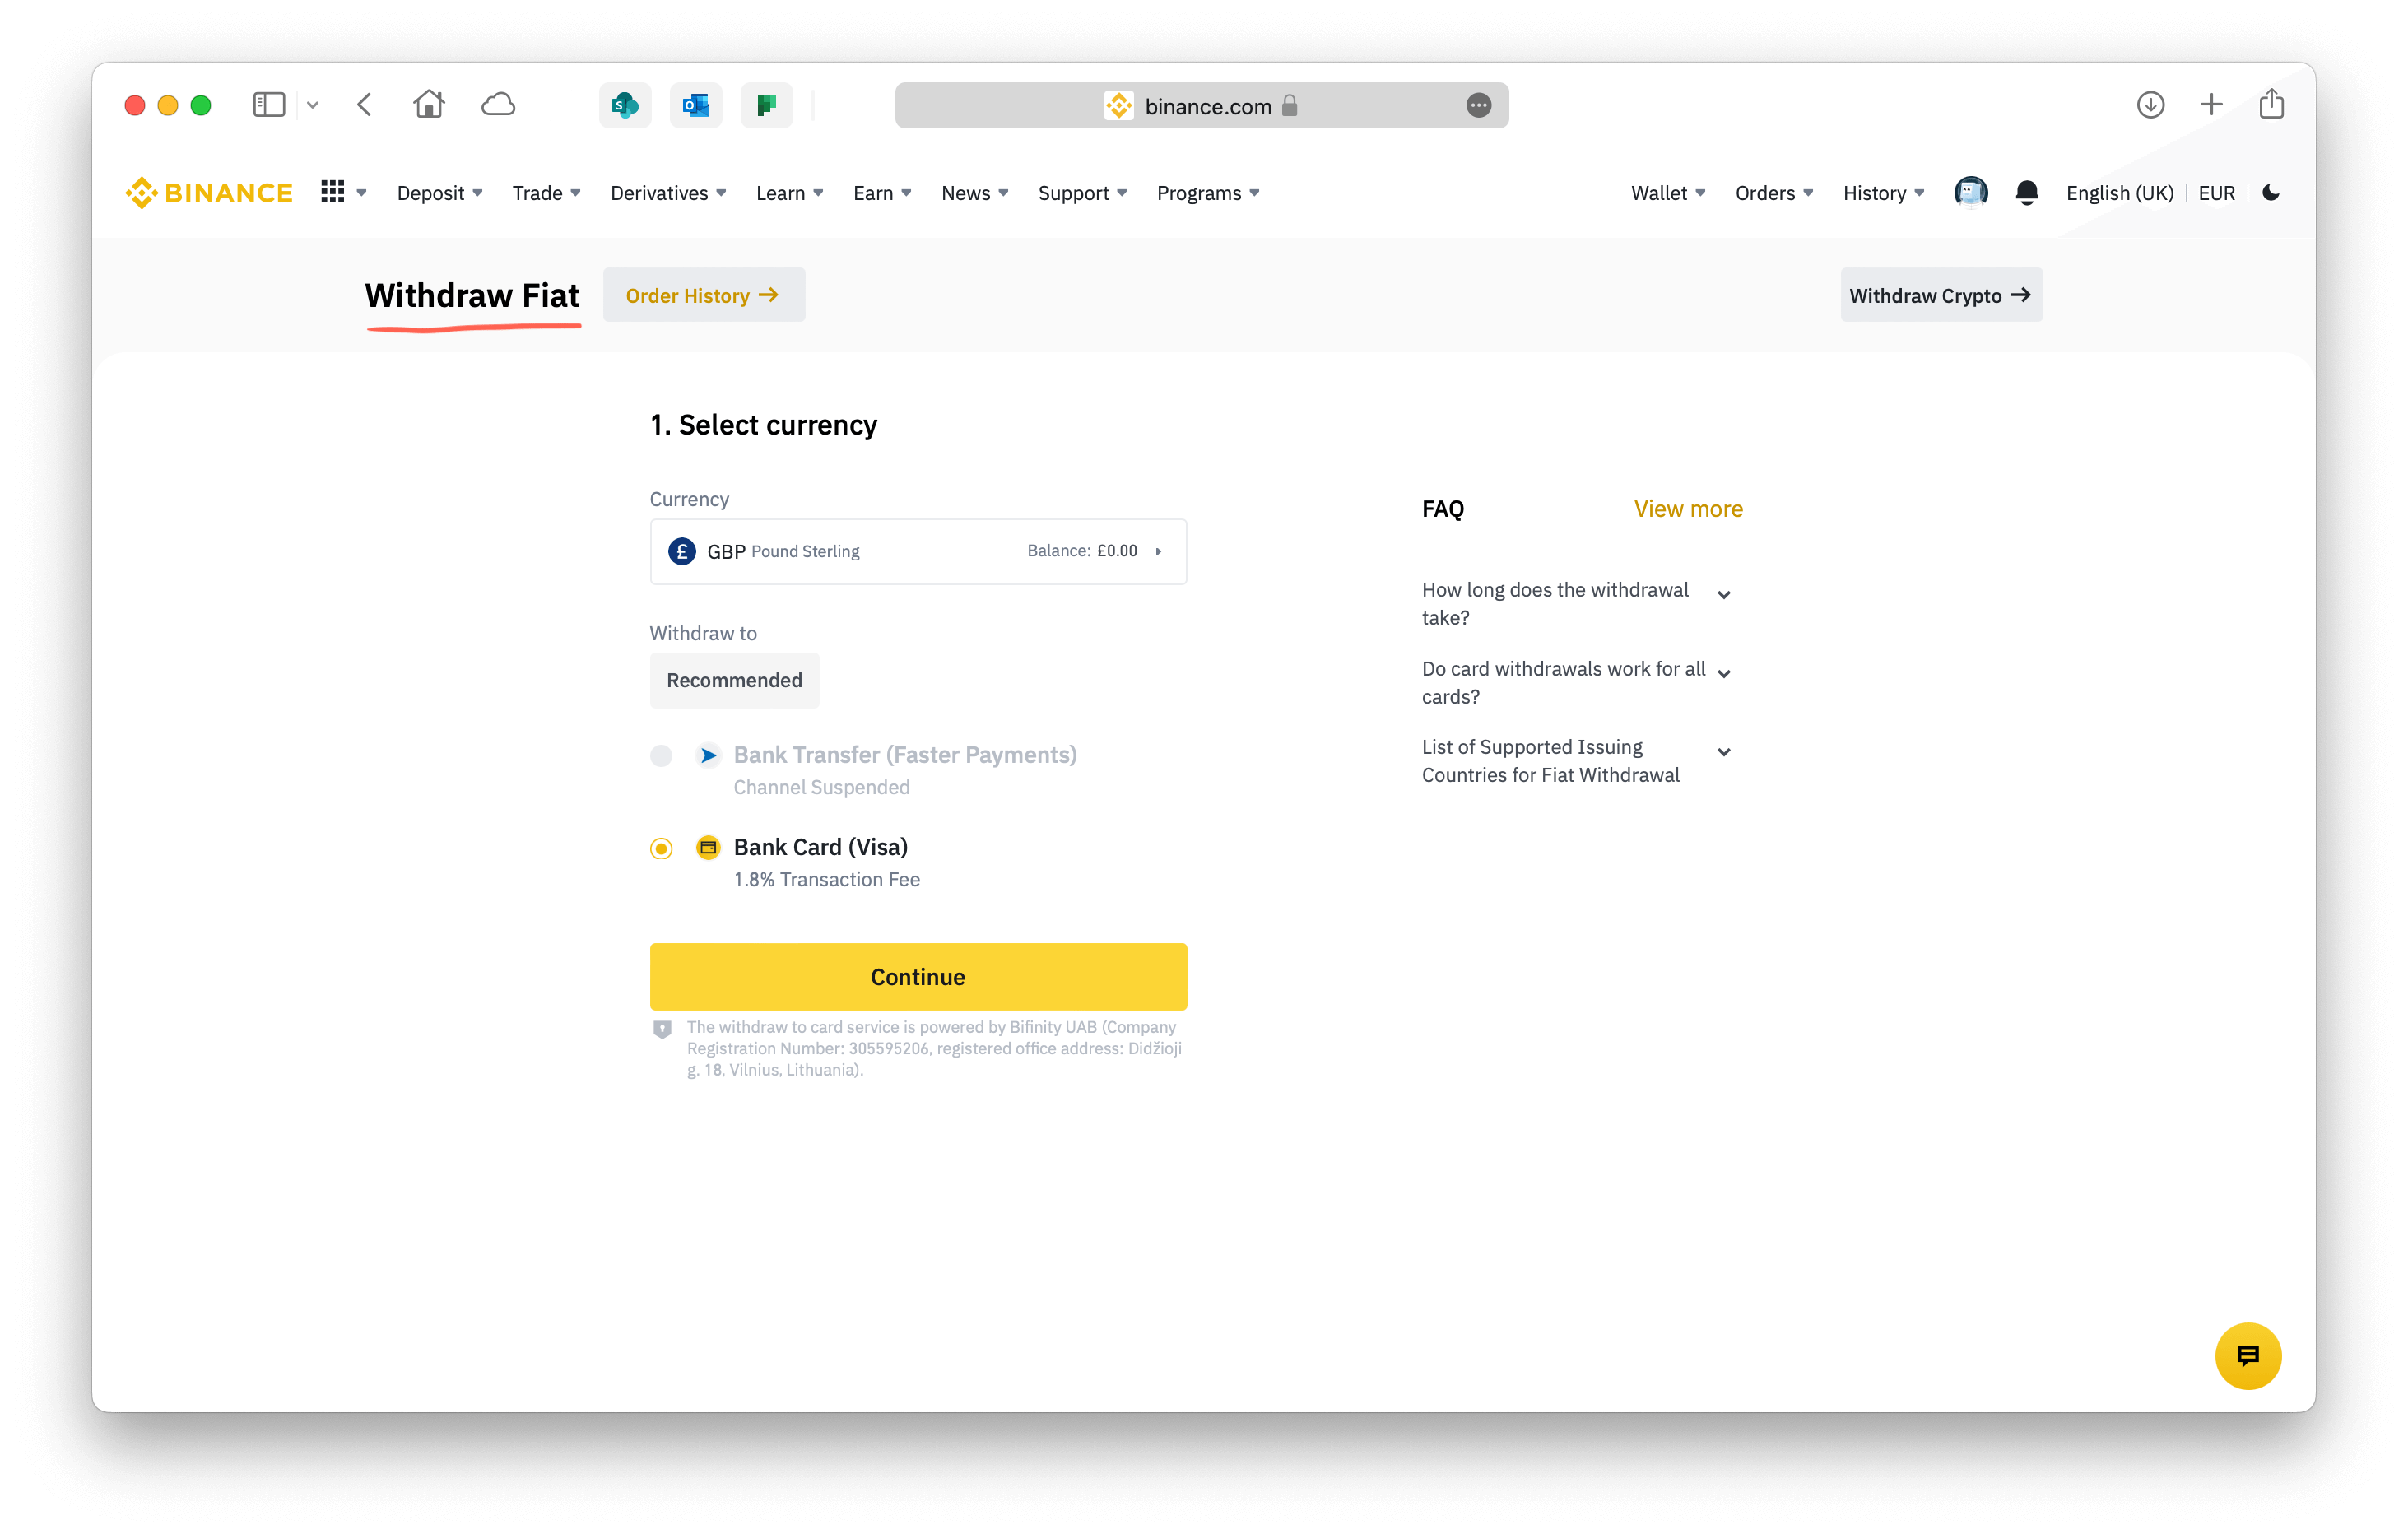 binance.com
BINANCE Deposit Trade Derivatives Learn Earn News Support Programs Wallet Orders History English (UK) EUR
Withdraw Fiat Order History Withdraw Crypto
1. Select currency
Currency
£ GBP Pound Sterling Balance: £0.00
Withdraw to
Recommended
Bank Transfer (Faster Payments)
Channel Suspended
Bank Card (Visa)
1.8% Transaction Fee
Continue
The withdraw to card service is powered by Bifinity UAB (Company
Registration Number: 305595206, registered office address: Didžioji
g. 18, Vilnius, Lithuania).
FAQ View more
How long does the withdrawal
take?
Do card withdrawals work for all
cards?
List of Supported Issuing
Countries for Fiat Withdrawal